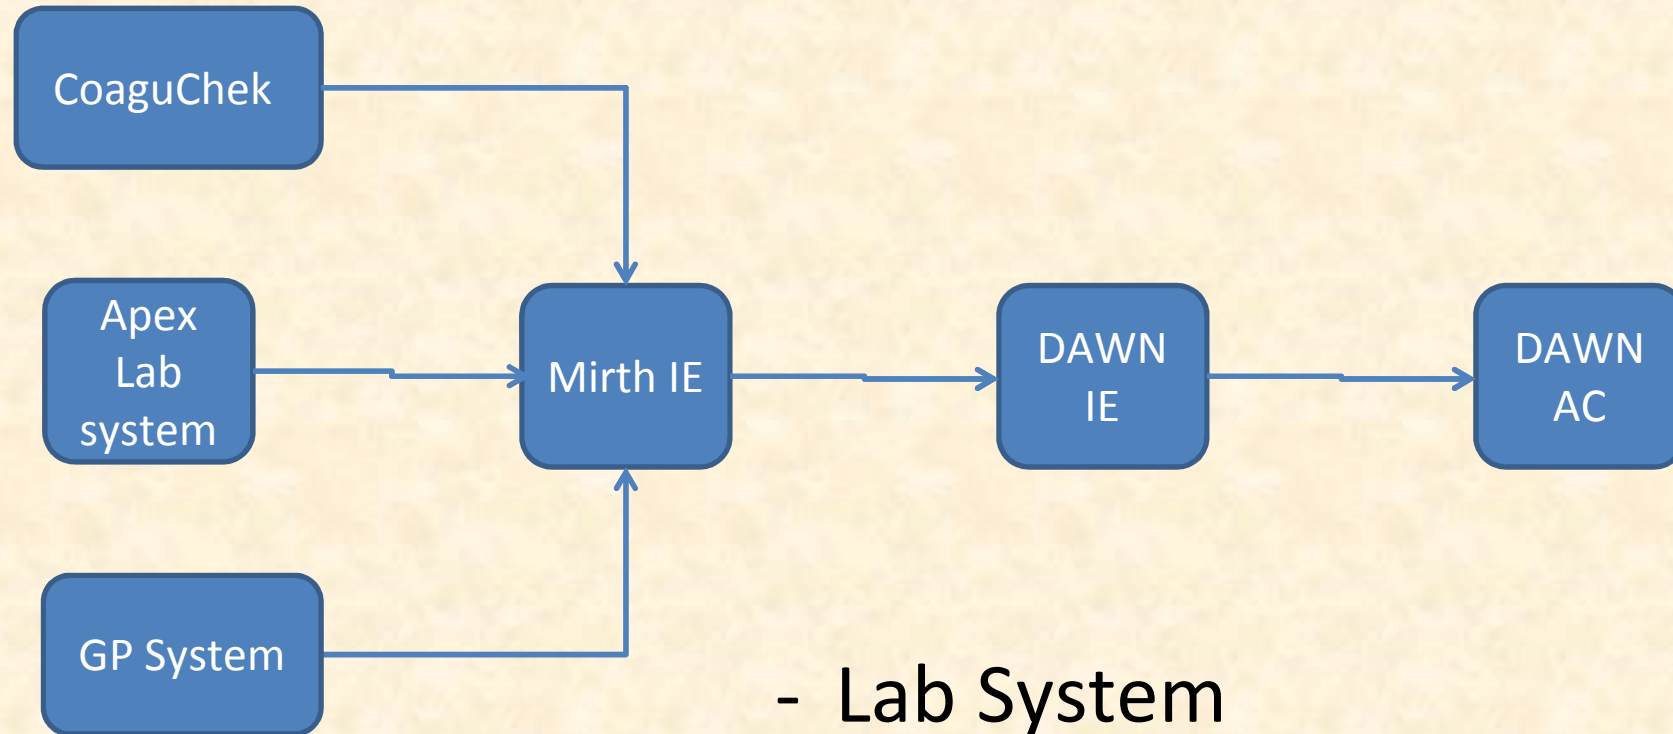 CoaguChek
Apex
Lab
system
Mirth IE
DAWN
IE
DAWN
AC
GP System
- Lab System